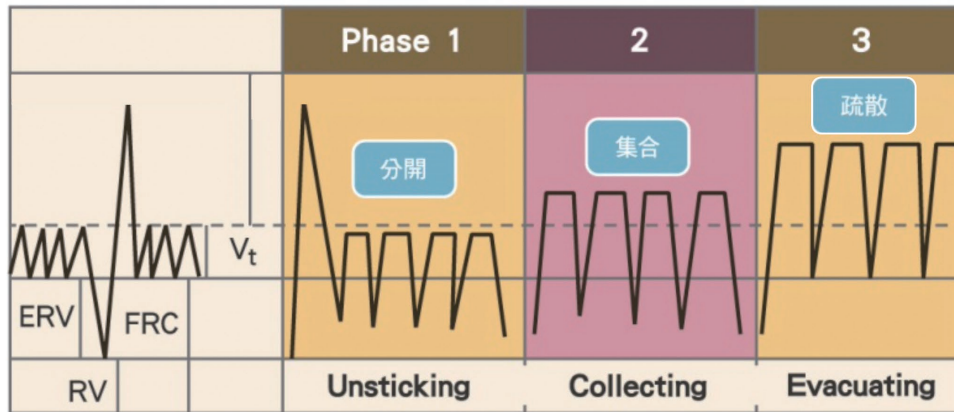 Phase 1
2
3
分開
集合
疏散
Vt
ERV
FRC
RV
Unsticking
Collecting
Evacuating